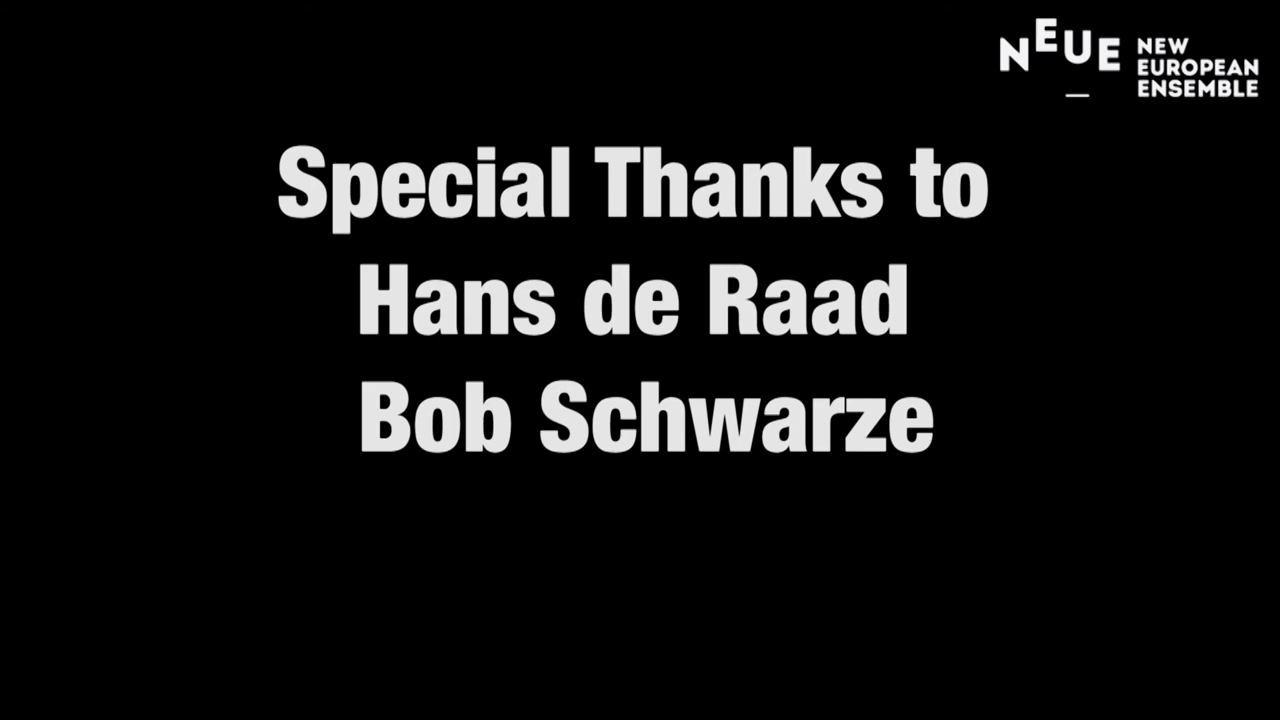 NEUE
NEW
EUROPEAN
ENSEMBLE
Special Thanks to
Hans de Raad
Bob Schwarze